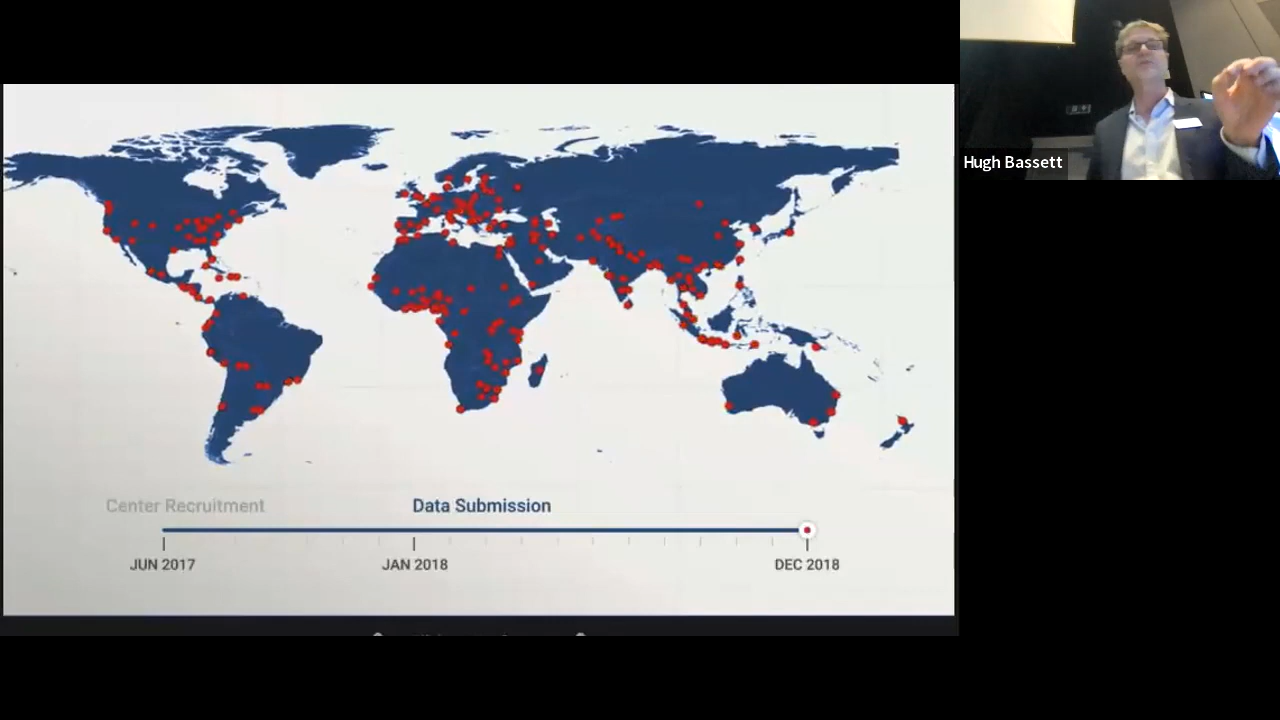 Hugh Bassett
Center Recruitment
Data Submission
JUN 2017
JAN 2018
DEC 2018